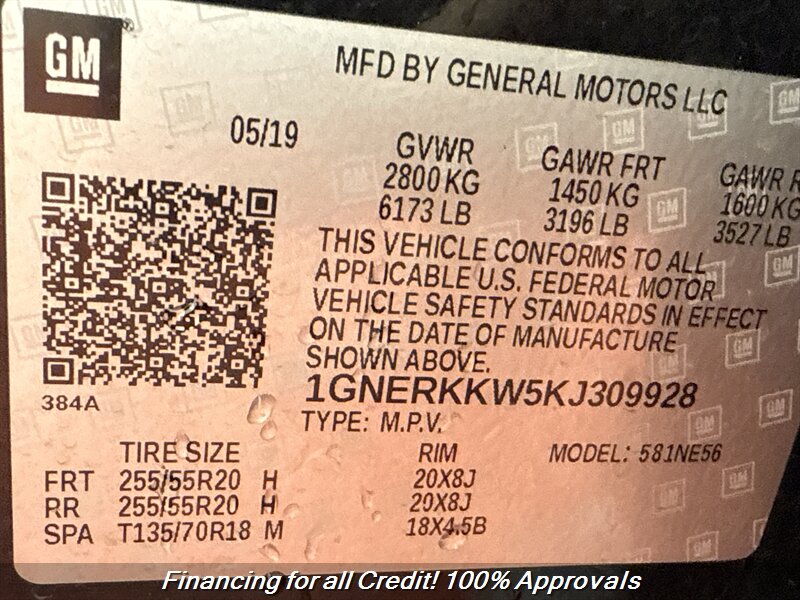 GM
MFD BY GENERAL MOTORS LLC
05/19
GVWR GAWR FRT GAWR R
2800 KG 1450 KG 1600 KG
6173 LB 3196 LB 3527 LB
THIS VEHICLE CONFORMS TO ALL
APPLICABLE U.S. FEDERAL MOTOR
VEHICLE SAFETY STANDARDS IN EFFECT
ON THE DATE OF MANUFACTURE
SHOWN ABOVE.
1GNERKKW5KJ309928
384A
TYPE: M.P.V.
TIRE SIZE RIM MODEL: 581NE56
FRT 255/55R20 H 20X8J
RR 255/55R20 H 20X8J
SPA T135/70R18 M 18X4.5B
Financing for all Credit! 100% Approvals